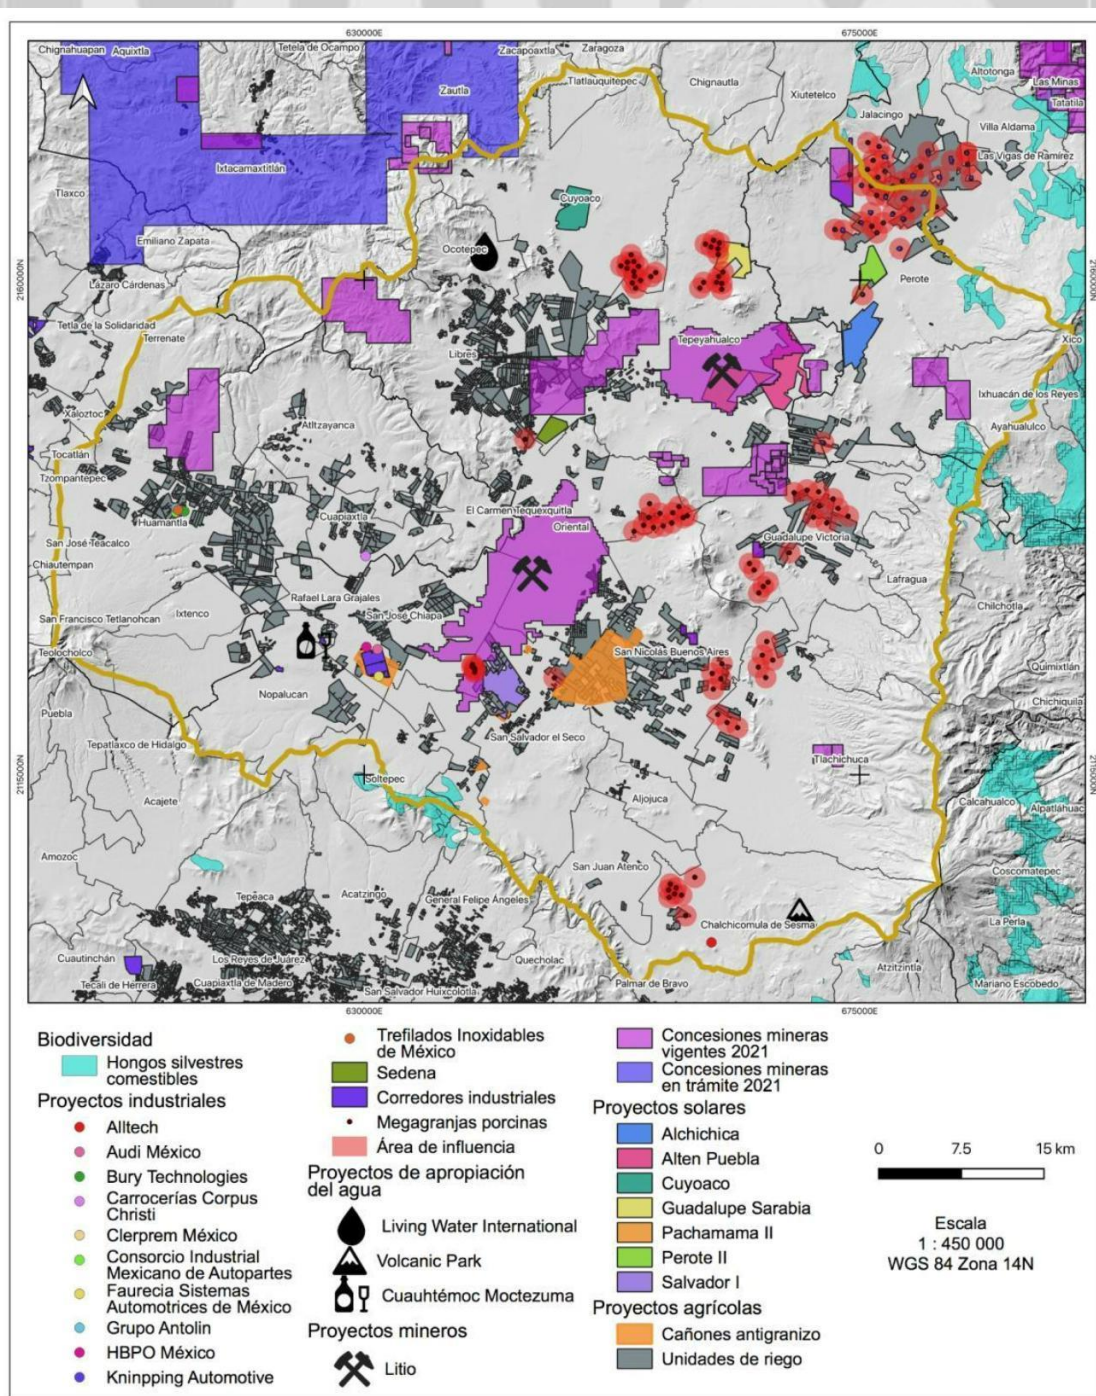 630000E
675000E
Chignahuapan
Aquixtla
Tetela de Ocampo
Zacapoaxtla
Zaragoza
Tlatlauquitepec
Chignautla
Xiutetelco
Altotonga
Las Minas
Tatatila
Zautla
Jalacingo
Villa Aldama
Las Vigas de Ramírez
Ixtacamaxtitlán
Tlaxco
Cuyoaco
Emiliano Zapata
Ocotepec
Lázaro Cárdenas
Perote
2160000N
2160000N
Tetla de la Solidaridad
Terrenate
Tepeyahualco
Xico
Libres
Ixhuacán de los Reyes
Xaloztoc
Atltzayanca
Ayahualulco
Tocatlán
Tzompantepec
El Carmen Tequexquitla
Cuapiaxtla
Huamantla
Oriental
Guadalupe Victoria
San José Teacalco
Chiautempan
Lafragua
Rafael Lara Grajales
Chilchotla
San Francisco Tetlanohcan
Ixtenco
San José Chiapa
Teolocholco
San Nicolás Buenos Aires
Quimixtlán
Nopalucan
Chichiquila
Puebla
San Salvador el Seco
Tepatlaxco de Hidalgo
Tlachichuca
2115000N
2115000N
Soltepec
Acajete
Aljojuca
Calcahualco
Alpatláhuac
Amozoc
San Juan Atenco
Coscomatepec
Tepeaca
Acatzingo
General Felipe Ángeles
Chalchicomula de Sesma
La Perla
Cuautinchán
Los Reyes de Juárez
Quecholac
Atzitzintla
Tecali de Herrera
Cuapiaxtla de Madero
San Salvador Huixcolotla
Palmar de Bravo
Mariano Escobedo
630000E
675000E
Biodiversidad
Hongos silvestres
comestibles
Proyectos industriales
Alltech
Audi México
Bury Technologies
Carrocerías Corpus
Christi
Clerprem México
Consorcio Industrial
Mexicano de Autopartes
Faurecia Sistemas
Automotrices de México
Grupo Antolin
HBPO México
Kninpping Automotive
Trefilados Inoxidables
de México
Sedena
Corredores industriales
Megagranjas porcinas
Área de influencia
Proyectos de apropiación
del agua
Living Water International
Volcanic Park
Cuauhtémoc Moctezuma
Proyectos mineros
Litio
Concesiones mineras
vigentes 2021
Concesiones mineras
en trámite 2021
Proyectos solares
Alchichica
Alten Puebla
Cuyoaco
Guadalupe Sarabia
Pachamama II
Perote II
Salvador I
Proyectos agrícolas
Cañones antigranizo
Unidades de riego
0 7.5 15 km
Escala
1 : 450 000
WGS 84 Zona 14N